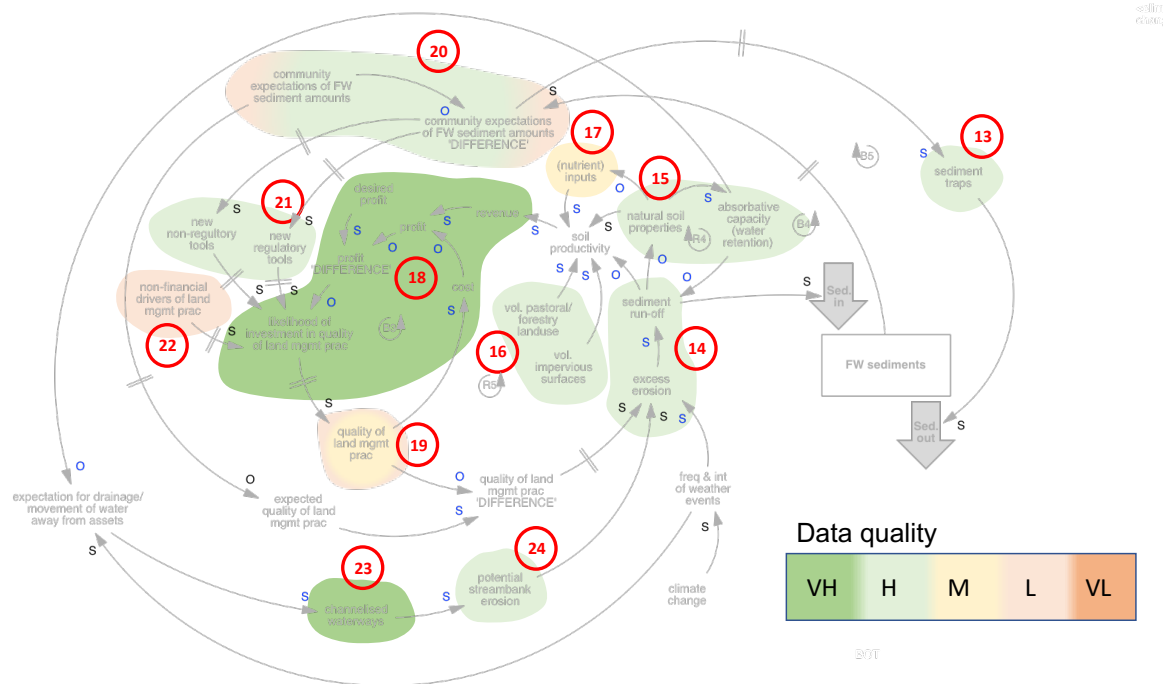 20
community
expectations of FW
sediment amounts
S
O
community expectations
of FW sediment amounts
'DIFFERENCE'
17
(nutrient)
inputs
B5
13
S
sediment
traps
15
O
S
S
natural soil
properties
absorbative
capacity
(water
retention)
R4
B4
21
S
new
non-regultory
tools
S
new
regulatory
tools
S
S
desired
profit
S
profit
S
revenue
S
soil
productivity
S
profit
'DIFFERENCE'
O
O
18
cost
S
O
likelihood of
investment in quality
of land mgmt prac
non-financial
drivers of land
mgmt prac
S
22
S
S
O
O
O
sediment
run-off
S
Sed.
in
vol. pastoral/
forestry
landuse
vol.
impervious
surfaces
16
R5
S
14
excess
erosion
S
S
S
FW sediments
Sed.
out
S
S
quality of
land mgmt
prac
19
O
expectation for drainage/
movement of water
away from assets
S
O
expected
quality of land
mgmt prac
O
S
quality of land
mgmt prac
'DIFFERENCE'
freq & int
of weather
events
S
climate
change
23
S
channelised
waterways
S
24
potential
streambank
erosion
Data quality
VH H M L VL